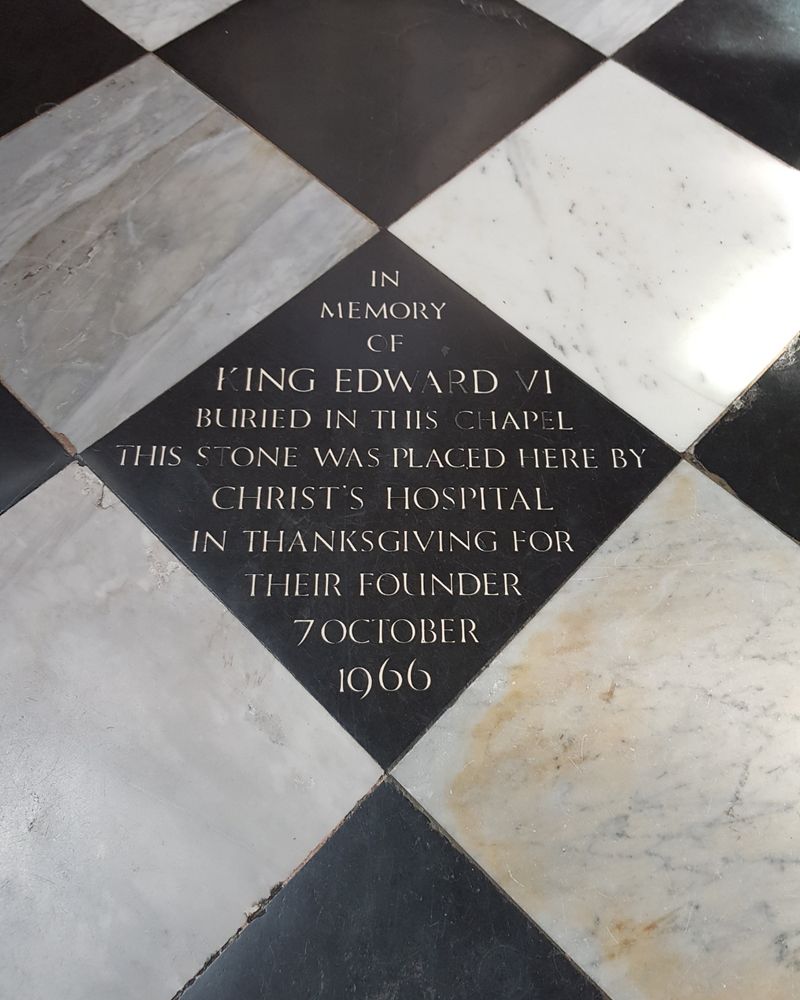 IN
MEMORY
OF
KING EDWARD VI
BURIED IN THIS CHAPEL
THIS STONE WAS PLACED HERE BY
CHRIST'S HOSPITAL
IN THANKSGIVING FOR
THEIR FOUNDER
7 OCTOBER
1966